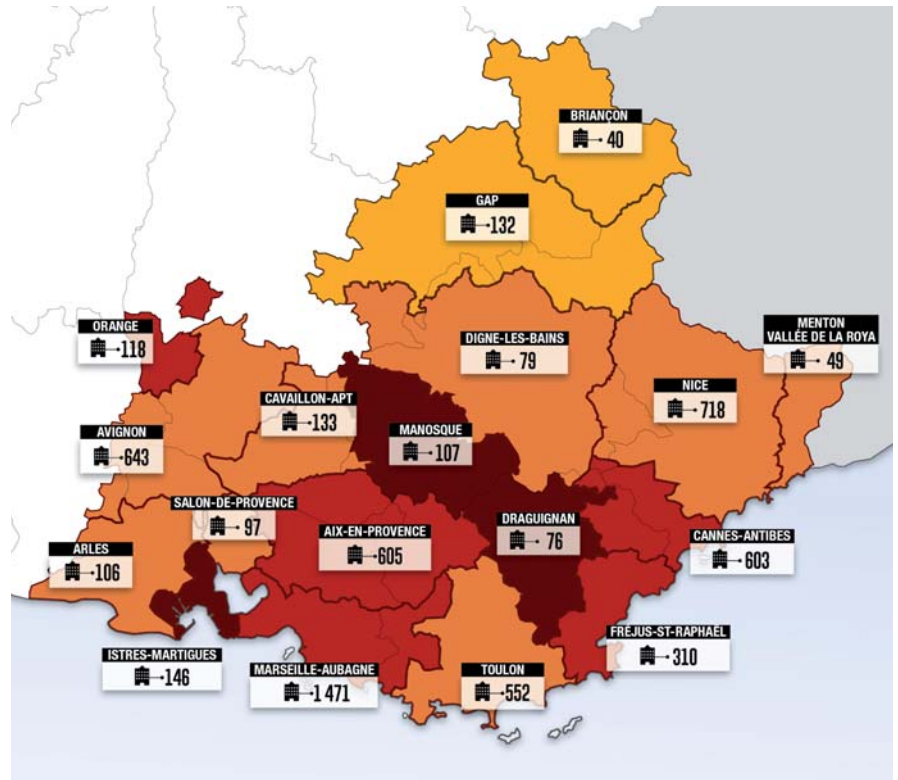 BRIANÇON
40
GAP
132
ORANGE
118
DIGNE-LES-BAINS
79
MENTON
VALLÉE DE LA ROYA
49
NICE
718
CAVAILLON-APT
133
AVIGNON
643
MANOSQUE
107
SALON-DE-PROVENCE
97
AIX-EN-PROVENCE
605
DRAGUIGNAN
76
CANNES-ANTIBES
603
ARLES
106
FRÉJUS-ST-RAPHAËL
310
ISTRES-MARTIGUES
146
MARSEILLE-AUBAGNE
1 471
TOULON
552